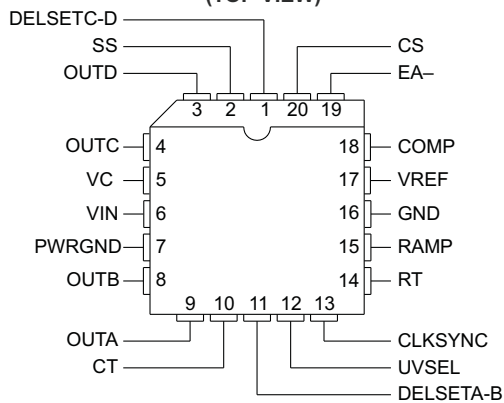 (TOP VIEW)
DELSETC-D
SS
CS
OUTD
EA–
3 2 1 20 19
OUTC 4 18 COMP
VC 5 17 VREF
VIN 6 16 GND
PWRGND 7 15 RAMP
OUTB 8 14 RT
9 10 11 12 13
OUTA
CLKSYNC
CT
UVSEL
DELSETA-B